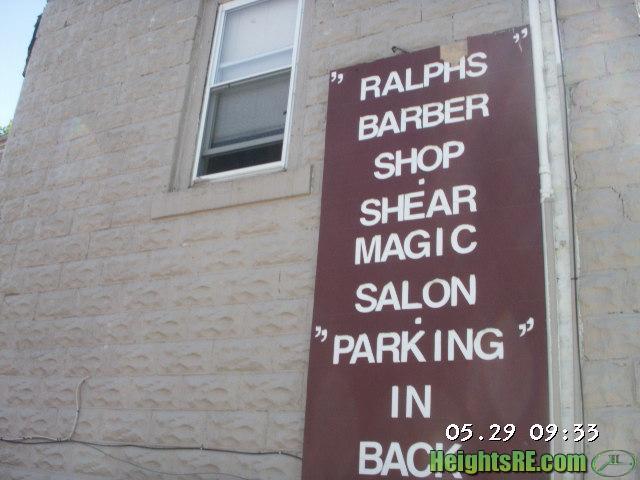 ” RALPHS ”
BARBER
SHOP
·
SHEAR
MAGIC
SALON
·
” PARKING ”
IN
BACK
05.29 09:33
HeightsRE.com